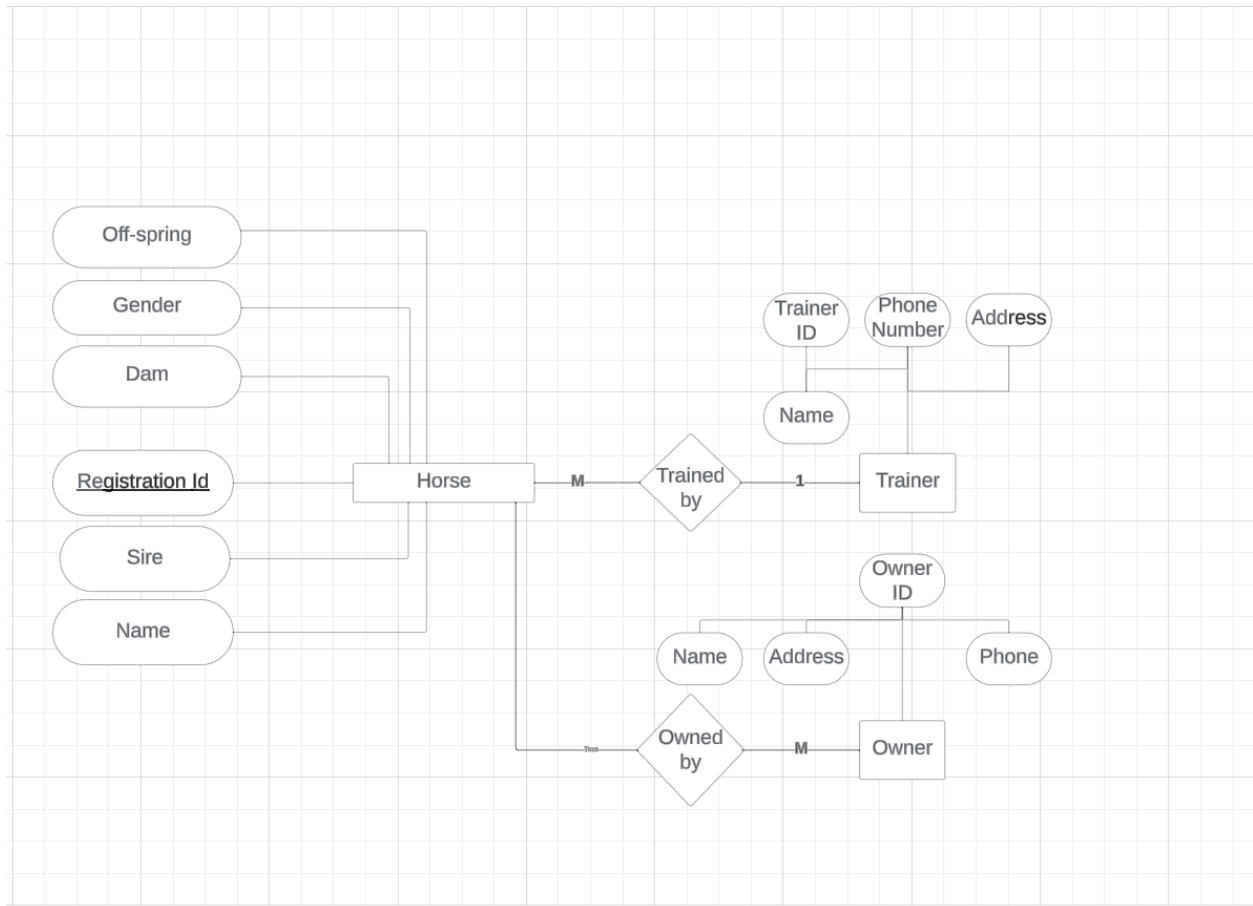 Off-spring
Gender
Dam
Registration Id
Sire
Name
Horse
M
Trained
by
1
Trainer
Trainer
ID
Phone
Number
Address
Name
Owner
ID
Name
Address
Phone
Owned
by
M
Owner